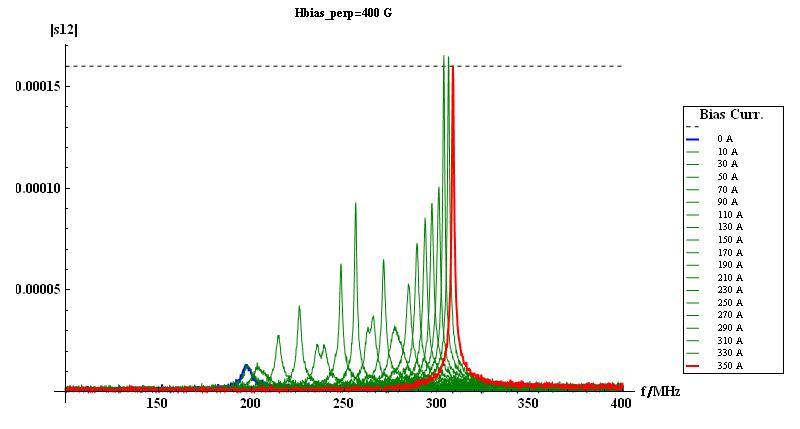 Hbias_perp=400 G
|s12|
0.00015
0.00010
0.00005
150 200 250 300 350 400
f/MHz
Bias Curr.
0 A
10 A
30 A
50 A
70 A
90 A
110 A
130 A
150 A
170 A
190 A
210 A
230 A
250 A
270 A
290 A
310 A
330 A
350 A